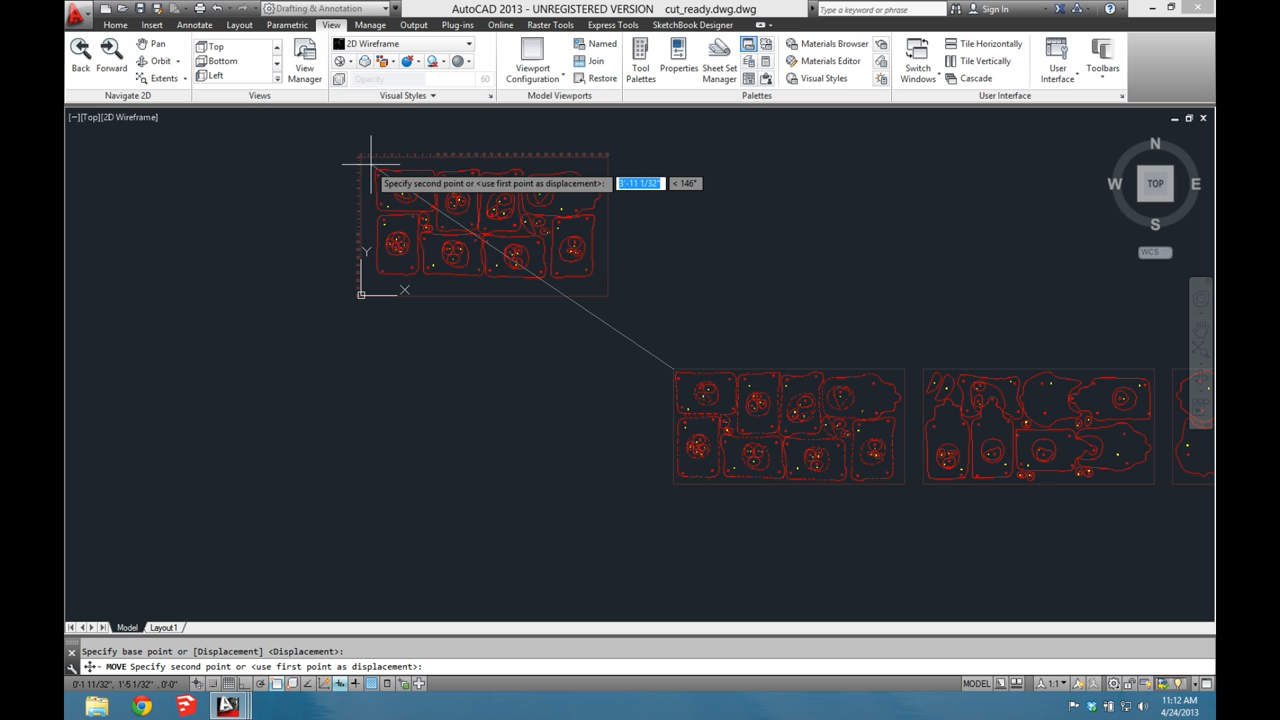 Drafting & Annotation
AutoCAD 2013 - UNREGISTERED VERSION cut_ready.dwg.dwg
Type a keyword or phrase
Sign In
Home Insert Annotate Layout Parametric View Manage Output Plug-ins Online Raster Tools Express Tools SketchBook Designer
Back
Forward
Pan
Orbit
Extents
Top
Bottom
Left
View
Manager
2D Wireframe
Opacity 60
Viewport
Configuration
Named
Join
Restore
Tool
Palettes
Properties
Sheet Set
Manager
Materials Browser
Materials Editor
Visual Styles
Switch
Windows
Tile Horizontally
Tile Vertically
Cascade
User
Interface
Toolbars
Navigate 2D Views Visual Styles Model Viewports Palettes User Interface
[−][Top][2D Wireframe]
N
W TOP E
S
WCS
Specify second point or <use first point as displacement>: 3'-11 1/32" < 146°
Y
X
Model Layout1
Specify base point or [Displacement] <Displacement>:
MOVE Specify second point or <use first point as displacement>:
0'-1 11/32", 1'-5 1/32", 0'-0" MODEL 1:1
11:12 AM
4/24/2013